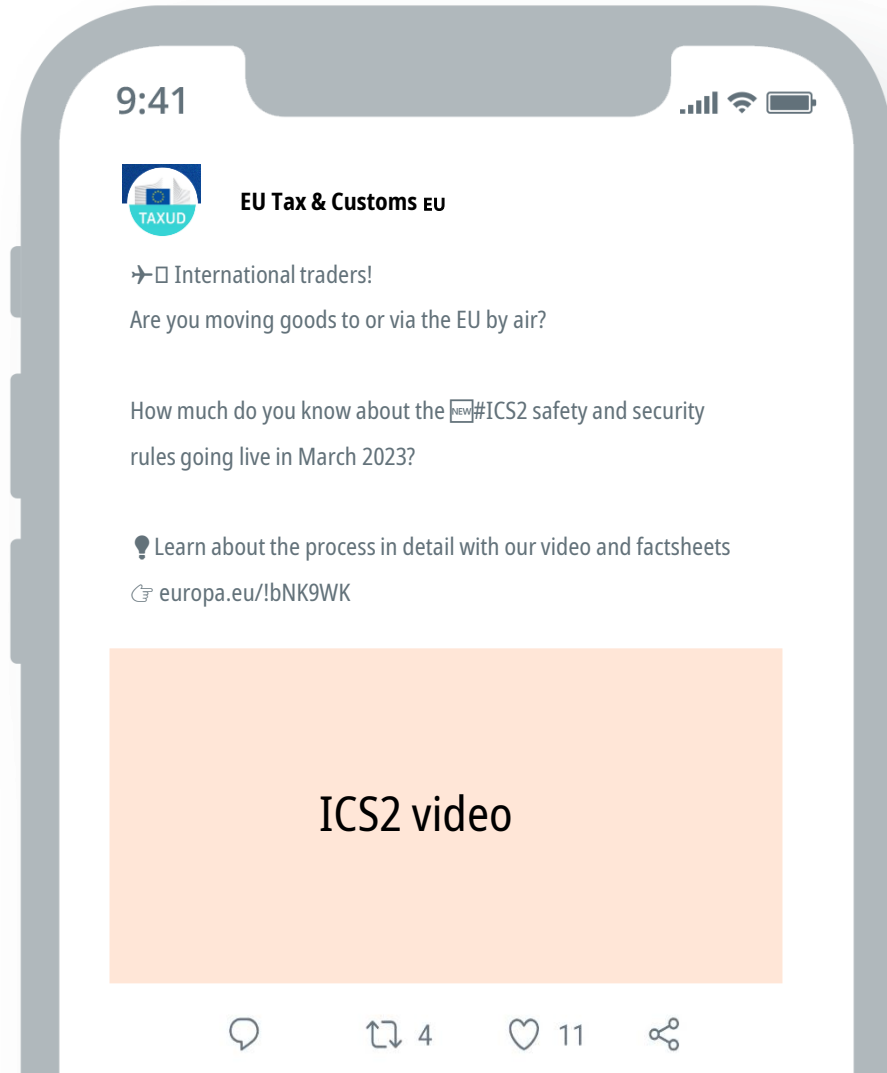 9:41
TAXUD
EU Tax & Customs EU
✈️ International traders!
Are you moving goods to or via the EU by air?
How much do you know about the 🆕#ICS2 safety and security
rules going live in March 2023?
💡Learn about the process in detail with our video and factsheets
👉 europa.eu/!bNK9WK
ICS2 video
4 11